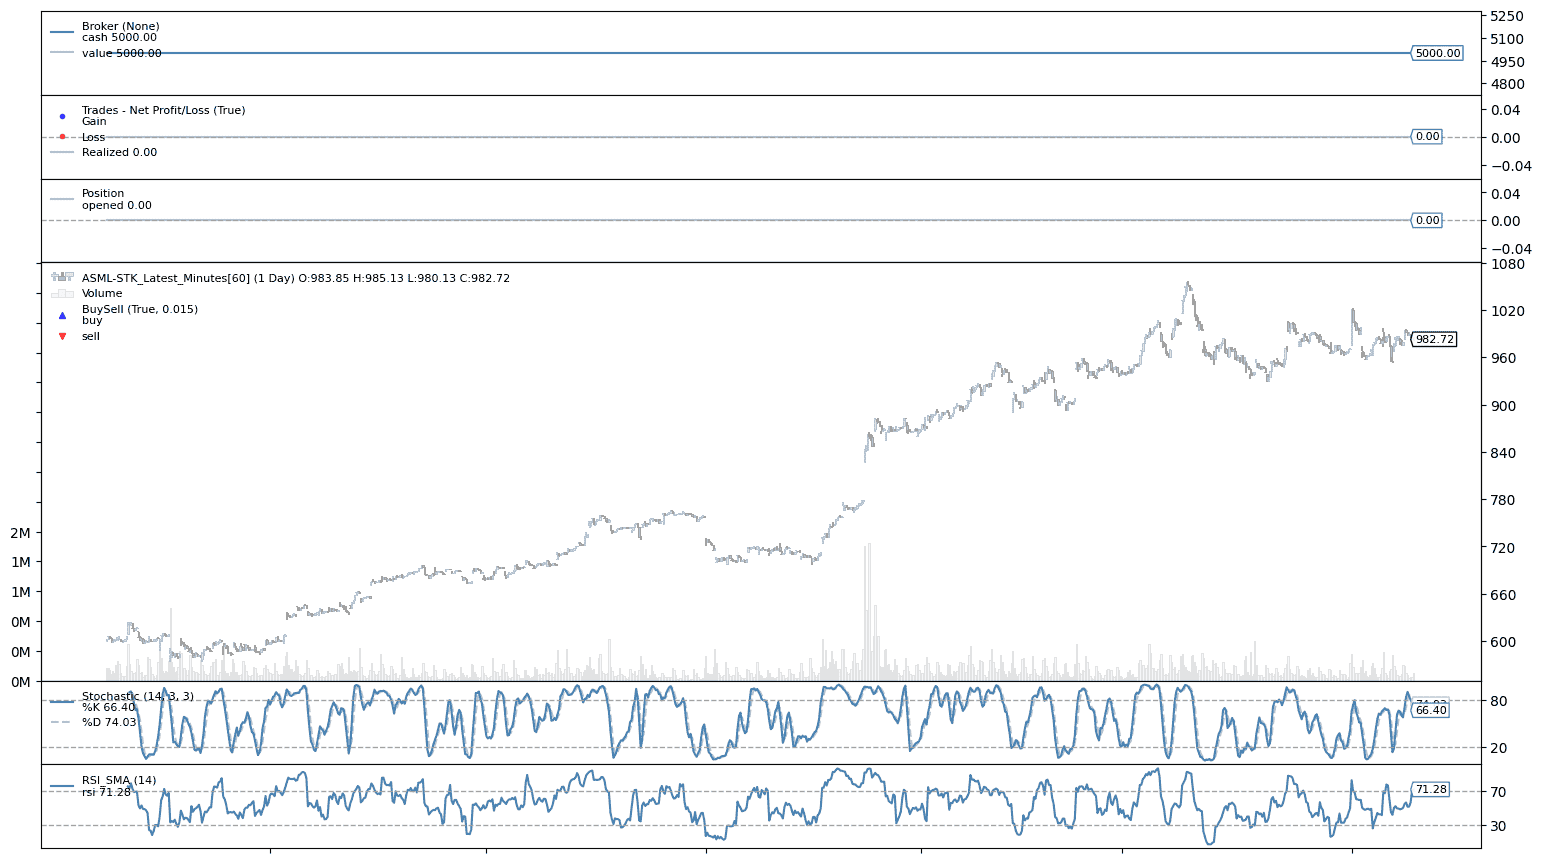 Broker (None)
cash 5000.00
value 5000.00
5000.00
5250
5100
4950
4800
Trades - Net Profit/Loss (True)
Gain
Loss
Realized 0.00
0.00
0.04
0.00
−0.04
Position
opened 0.00
0.00
0.04
0.00
−0.04
ASML-STK_Latest_Minutes[60] (1 Day) O:983.85 H:985.13 L:980.13 C:982.72
Volume
BuySell (True, 0.015)
buy
sell
982.72
1080
1020
960
900
840
780
720
660
600
2M
1M
1M
0M
0M
0M
Stochastic (14, 3, 3)
%K 66.40
%D 74.03
74.03
66.40
80
20
RSI_SMA (14)
rsi 71.28
71.28
70
30